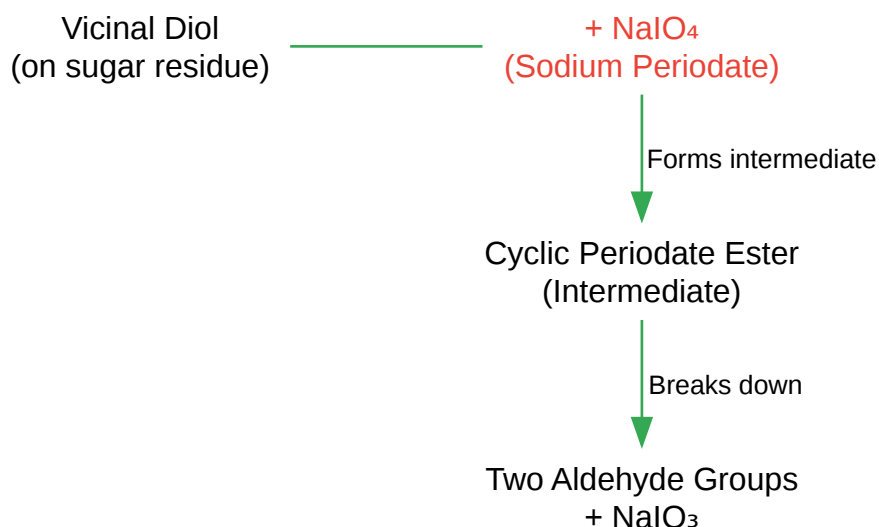 Vicinal Diol
(on sugar residue)
+ NaIO₄
(Sodium Periodate)
Forms intermediate
Cyclic Periodate Ester
(Intermediate)
Breaks down
Two Aldehyde Groups
+ NaIO₃